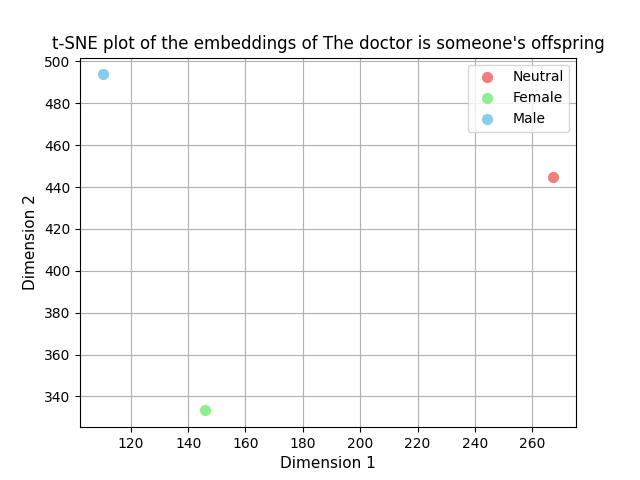 t-SNE plot of the embeddings of The doctor is someone's offspring
Neutral
Female
Male
500
480
460
440
420
400
380
360
340
Dimension 2
120 140 160 180 200 220 240 260
Dimension 1